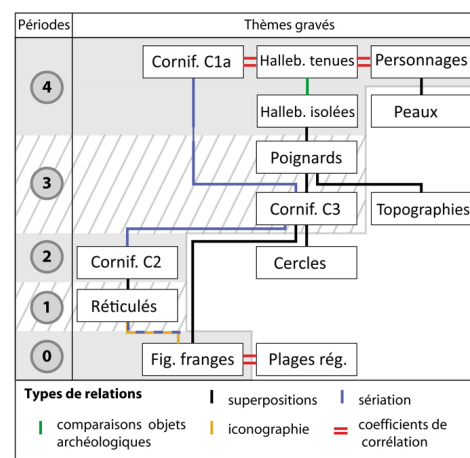 Périodes Thèmes gravés
4 Cornif. C1a Halleb. tenues Personnages
Halleb. isolées Peaux
Poignards
3 Cornif. C3 Topographies
2 Cornif. C2 Cercles
1 Réticulés
0 Fig. franges Plages rég.
Types de relations
superpositions sériation
comparaisons objets
archéologiques
iconographie
coefficients de
corrélation